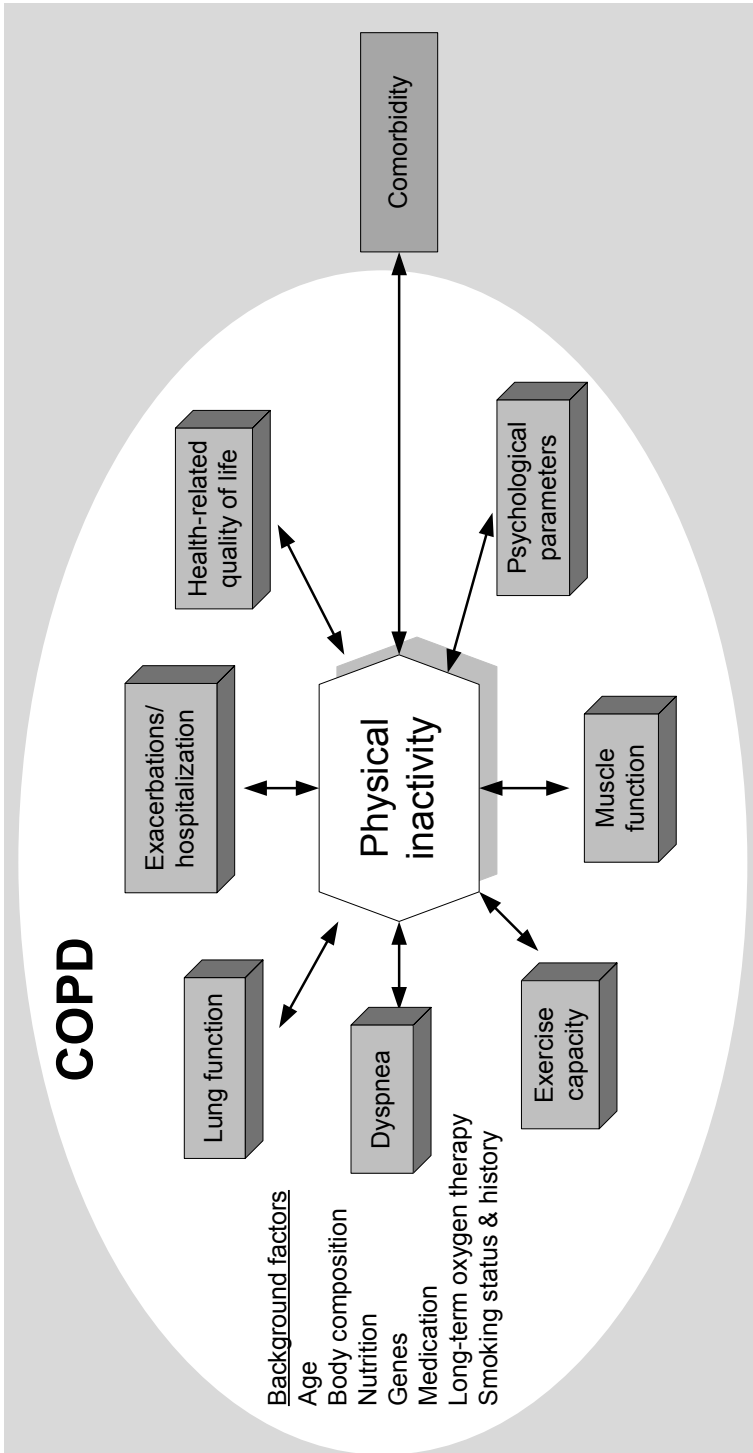 COPD
Lung function
Exacerbations/
hospitalization
Health-related
quality of life
Background factors
Age
Body composition
Nutrition
Genes
Medication
Long-term oxygen therapy
Smoking status & history
Dyspnea
Physical
inactivity
Comorbidity
Exercise
capacity
Muscle
function
Psychological
parameters